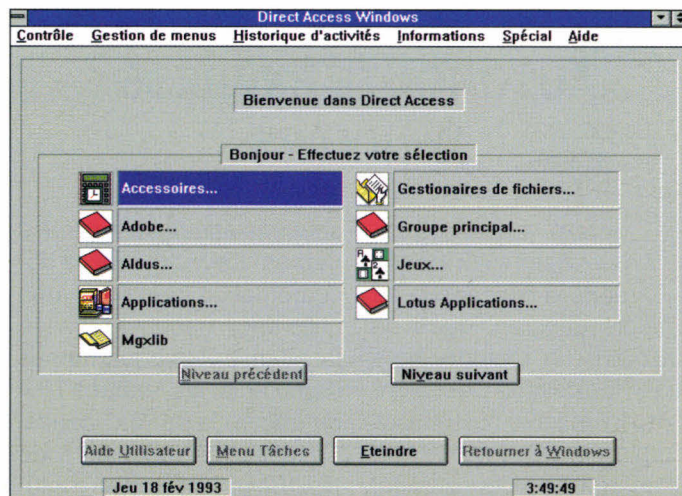 Direct Access Windows
Contrôle Gestion de menus Historique d'activités Informations Spécial Aide
Bienvenue dans Direct Access
Bonjour - Effectuez votre sélection
Accessoires...
Adobe...
Aldus...
Applications...
Mgxlib
Gestionaires de fichiers...
Groupe principal...
Jeux...
Lotus Applications...
Niveau précédent Niveau suivant
Aide Utilisateur Menu Tâches Eteindre Retourner à Windows
Jeu 18 fév 1993 3:49:49